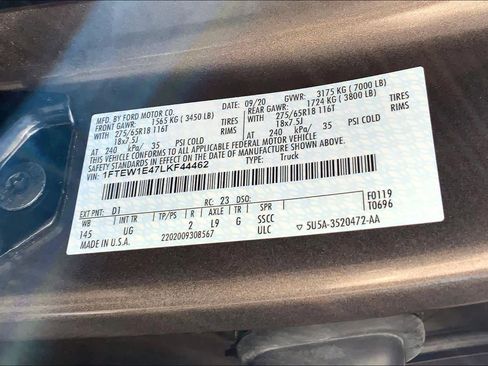 MFD. BY FORD MOTOR CO.
09/20 GVWR: 3175 KG (7000 LB)
FRONT GAWR: 1565 KG (3450 LB)
REAR GAWR: 1724 KG (3800 LB)
WITH 275/65R18 116T TIRES
WITH 275/65R18 116T TIRES
18x7.5J RIMS
18x7.5J RIMS
AT 240 kPa/ 35 PSI COLD
AT 240 kPa/ 35 PSI COLD
THIS VEHICLE CONFORMS TO ALL APPLICABLE FEDERAL MOTOR VEHICLE
SAFETY STANDARDS IN EFFECT ON THE DATE OF MANUFACTURE SHOWN ABOVE.
VIN: 1FTEW1E47LKF44462
TYPE: Truck
EXT PNT: D1 RC: 23 DSO:
WB INT TR TP/PS R AXLE TR SPR
145 UG 2 L9 G SSCC
F0119
T0696
MADE IN U.S.A. 2202009308567 ULC ▽ 5U5A-3520472-AA